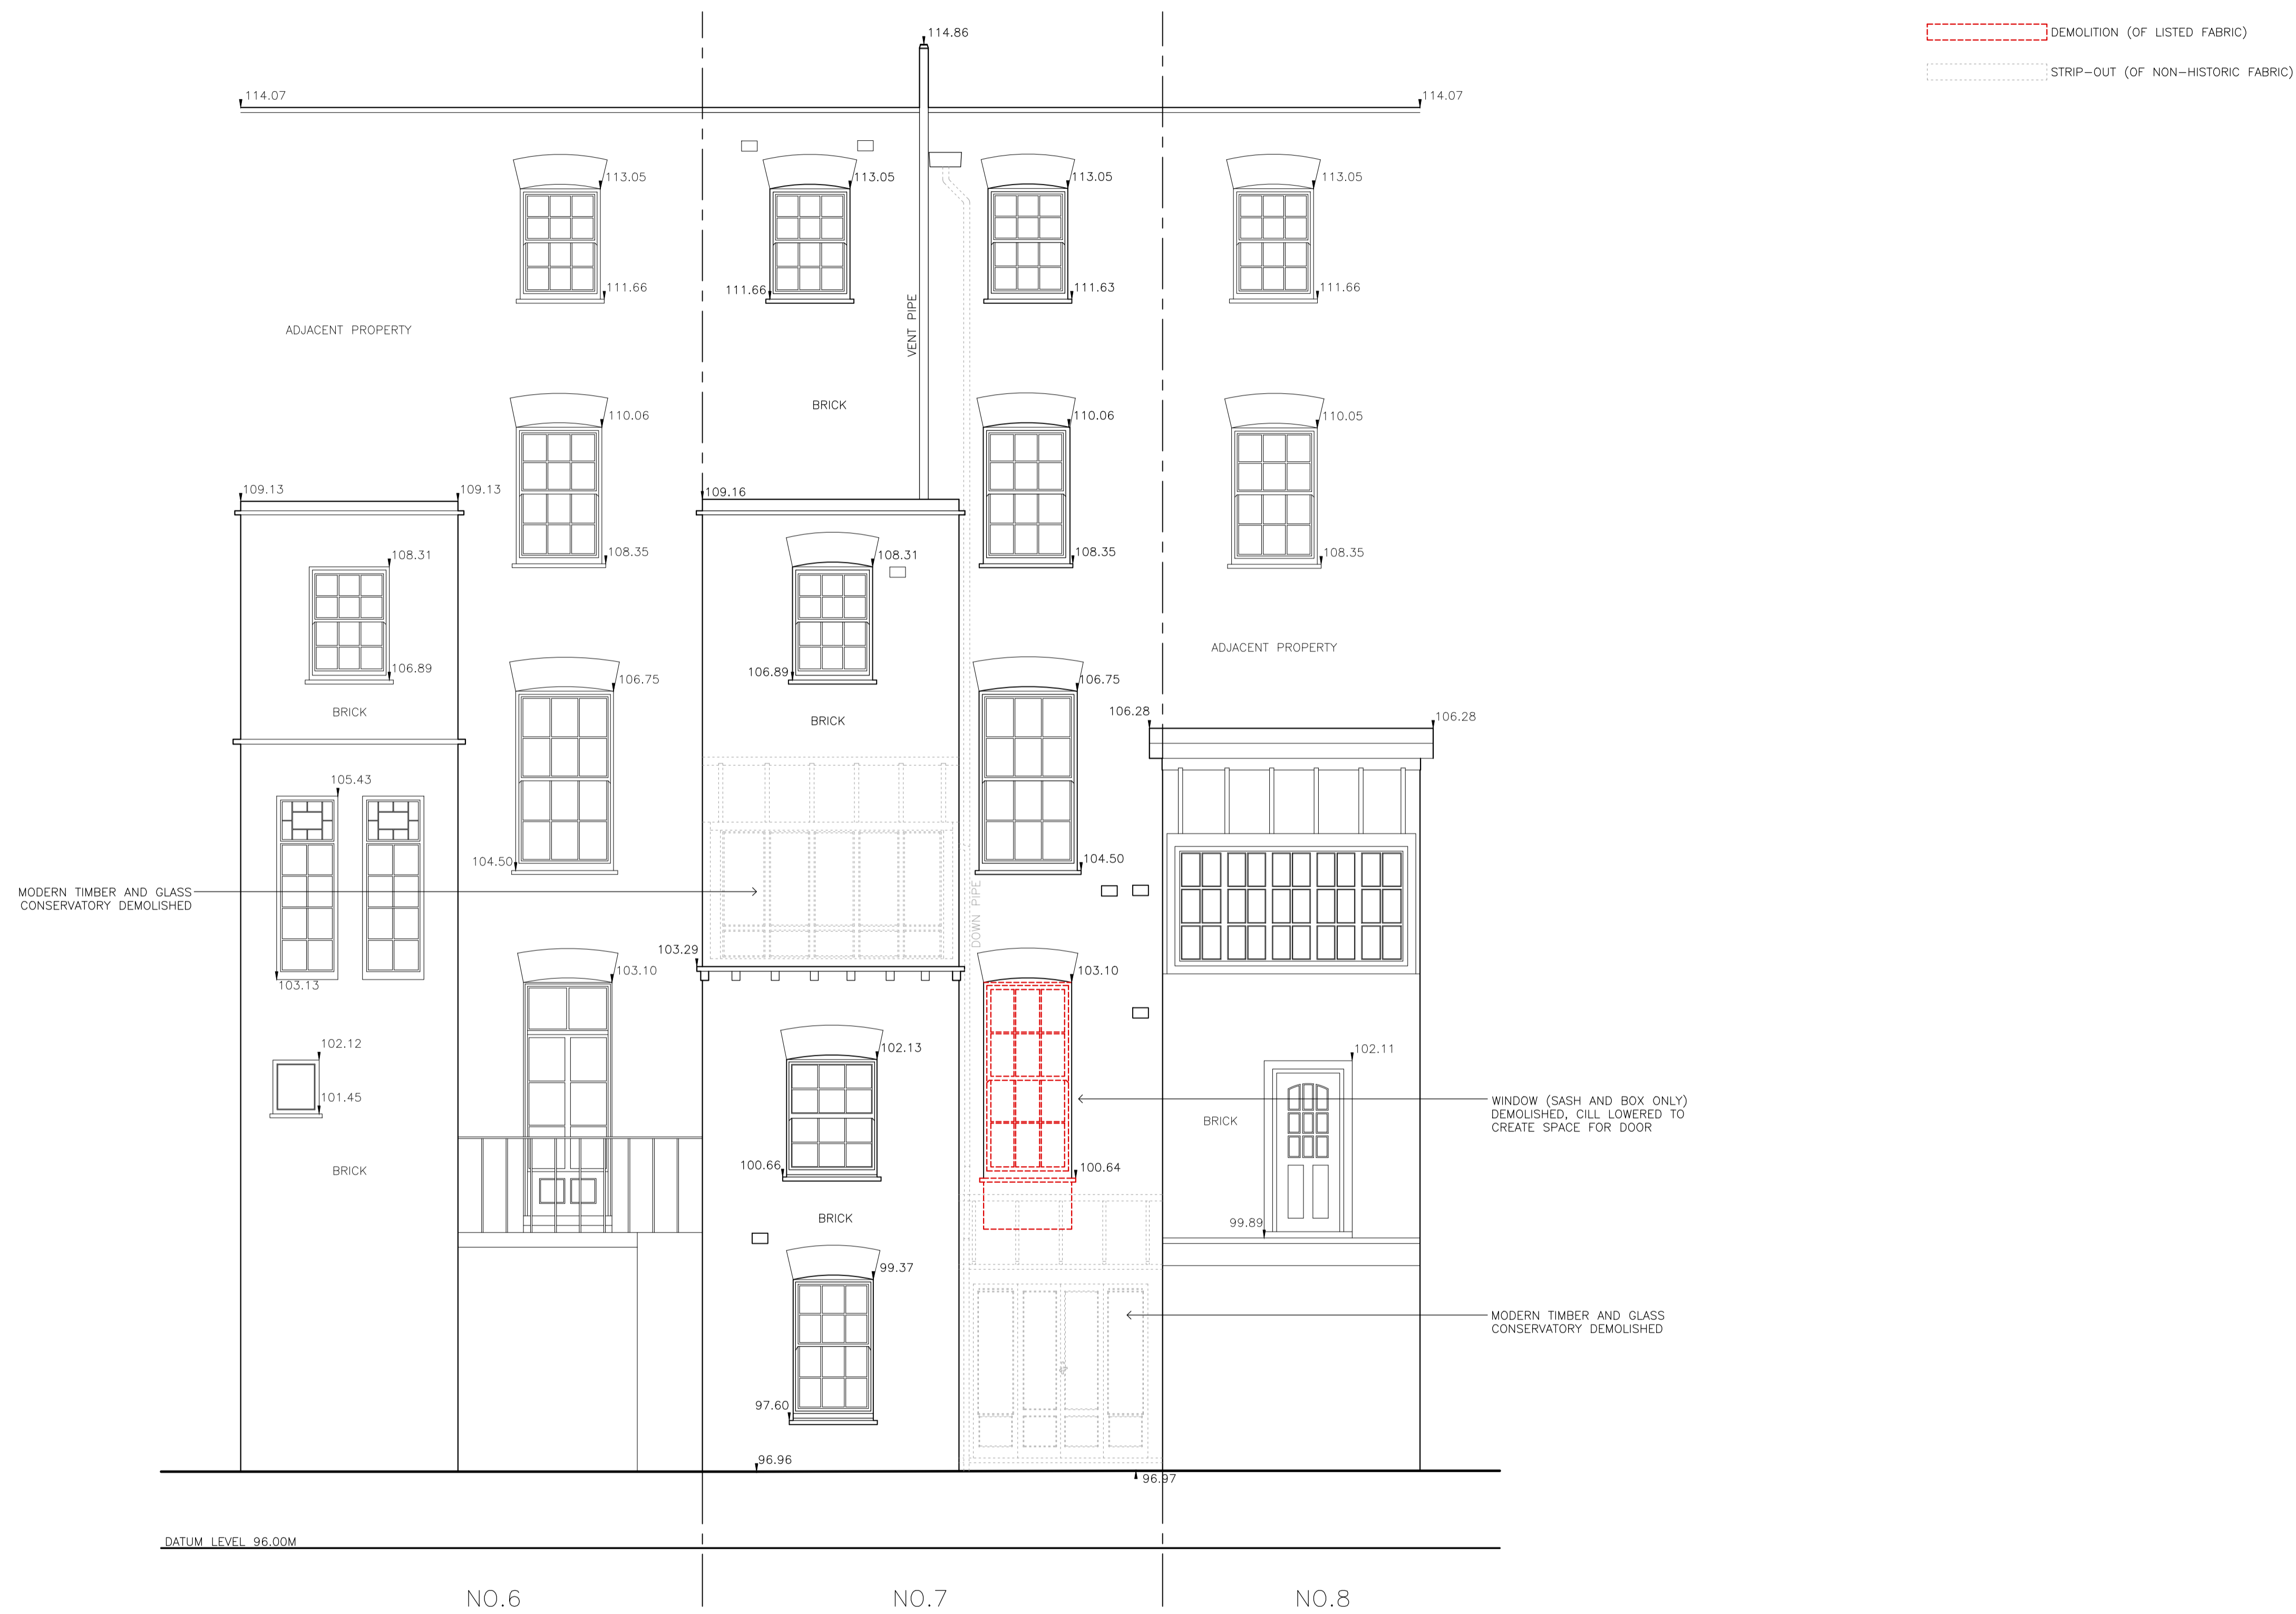 114.86
DEMOLITION (OF LISTED FABRIC)
STRIP-OUT (OF NON-HISTORIC FABRIC)
114.07
114.07
113.05
113.05
113.05
113.05
111.66
111.66
111.63
111.66
VENT PIPE
ADJACENT PROPERTY
BRICK
110.06
110.06
110.05
109.13
109.13
109.16
108.31
108.35
108.31
108.35
108.35
106.89
106.89
ADJACENT PROPERTY
106.75
106.75
BRICK
BRICK
106.28
106.28
105.43
104.50
104.50
MODERN TIMBER AND GLASS
CONSERVATORY DEMOLISHED
DOWN PIPE
103.29
103.13
103.10
103.10
102.12
102.13
102.11
101.45
WINDOW (SASH AND BOX ONLY)
DEMOLISHED, CILL LOWERED TO
CREATE SPACE FOR DOOR
BRICK
BRICK
100.66
100.64
BRICK
99.89
99.37
MODERN TIMBER AND GLASS
CONSERVATORY DEMOLISHED
97.60
96.96
96.97
DATUM LEVEL 96.00M
NO.6
NO.7
NO.8